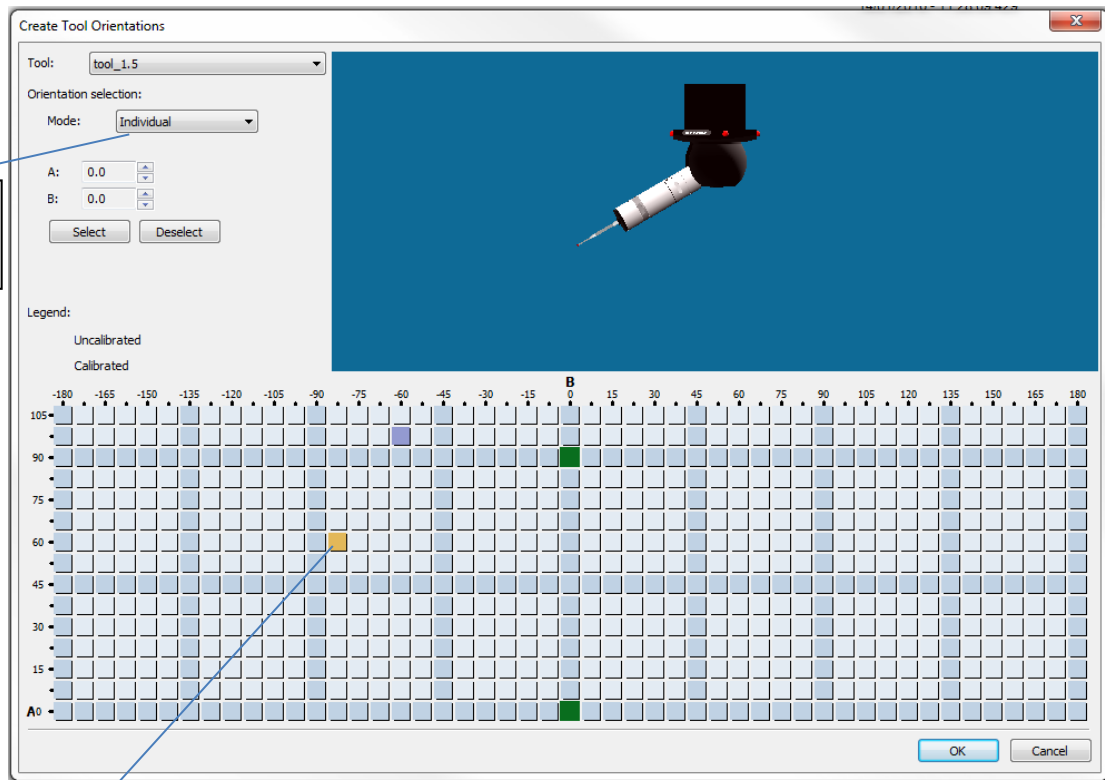 Create Tool Orientations
Tool: tool_1.5
Orientation selection:
Mode: Individual
A: 0.0
B: 0.0
Select Deselect
Legend:
Uncalibrated
Calibrated
B
-180 -165 -150 -135 -120 -105 -90 -75 -60 -45 -30 -15 0 15 30 45 60 75 90 105 120 135 150 165 180
105
90
75
60
45
30
15
A 0
OK Cancel